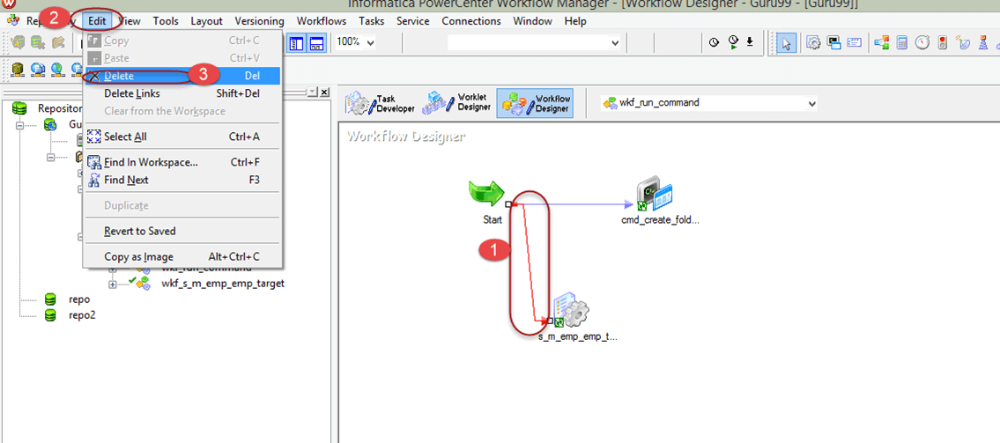 Informatica PowerCenter Workflow Manager - [Workflow Designer - Guru99 - [Guru99]]
2
Edit View Tools Layout Versioning Workflows Tasks Service Connections Window Help
Copy Ctrl+C
100%
Paste Ctrl+V
Delete 3 Del
Delete Links Shift+Del
Clear from the Workspace
Select All Ctrl+A
Find In Workspace... Ctrl+F
Find Next F3
Duplicate
Revert to Saved
Copy as Image Alt+Ctrl+C
Repositor
Gu
wkf_run_command
wkf_s_m_emp_emp_target
repo
repo2
Task
Developer
Worklet
Designer
Workflow
Designer
wkf_run_command
Workflow Designer
Start
cmd_create_fold...
1
s_m_emp_emp_t...